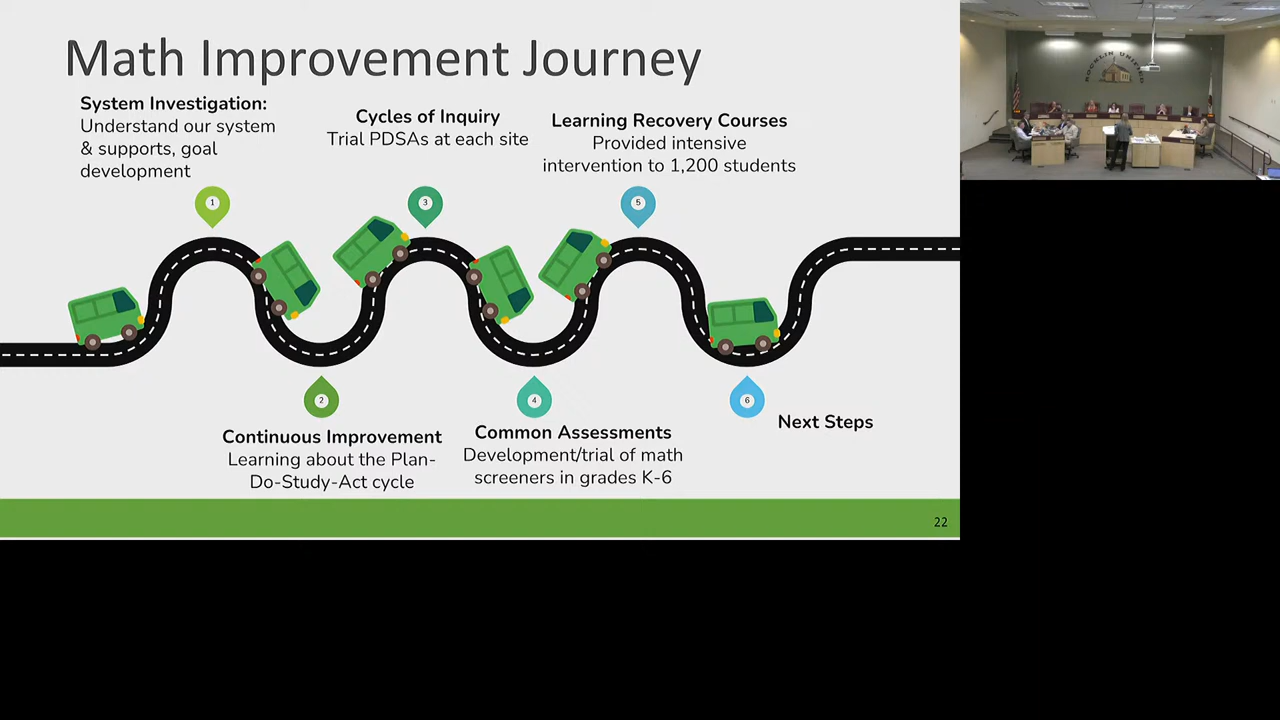 Math Improvement Journey
System Investigation:
Understand our system
& supports, goal
development
Cycles of Inquiry
Trial PDSAs at each site
Learning Recovery Courses
Provided intensive
intervention to 1,200 students
1
3
5
2
4
6
Continuous Improvement
Learning about the Plan-
Do-Study-Act cycle
Common Assessments
Development/trial of math
screeners in grades K-6
Next Steps
22
ROCKLIN UNIFIED